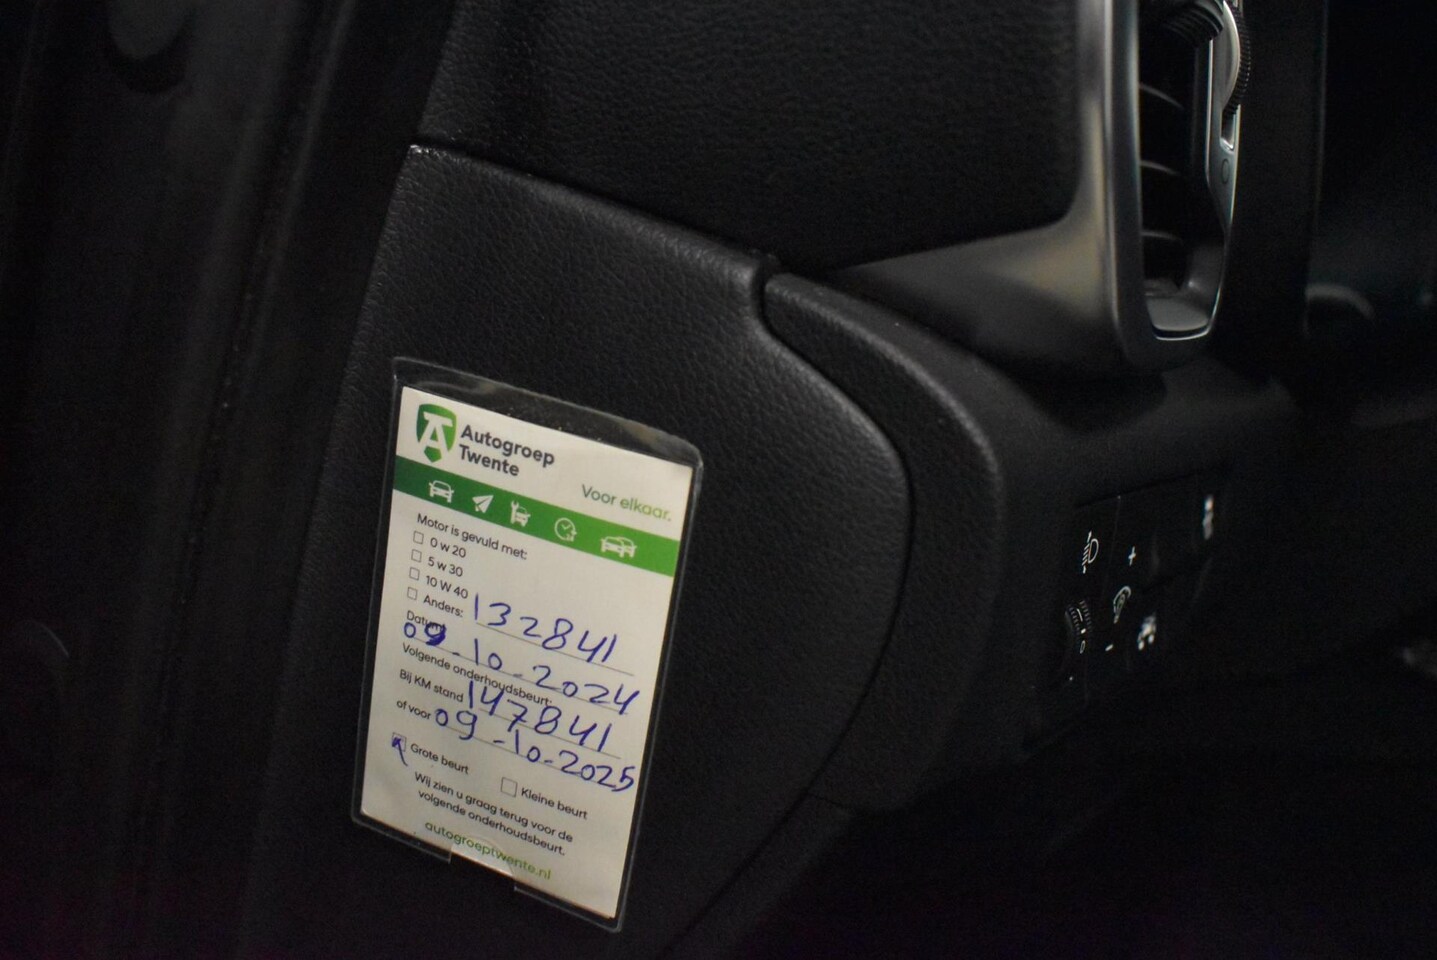 Autogroep
Twente
Voor elkaar.
Motor is gevuld met:
0 w 20
5 w 30
10 W 40
Anders: 132841
Datum: 09-10-2024
Volgende onderhoudsbeurt:
Bij KM stand 147841
of voor 09-10-2025
Grote beurt
Kleine beurt
Wij zien u graag terug voor de
volgende onderhoudsbeurt.
autogroeptwente.nl